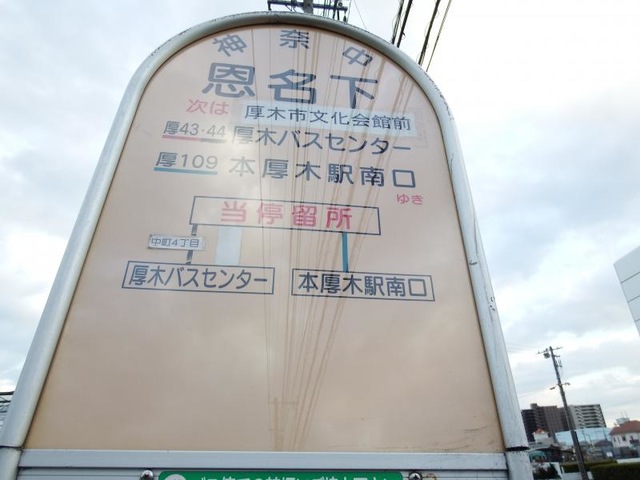 神奈中
恩名下
次は 厚木市文化会館前
厚43・44 厚木バスセンター
厚109 本厚木駅南口
ゆき
当停留所
中町4丁目
厚木バスセンター 本厚木駅南口